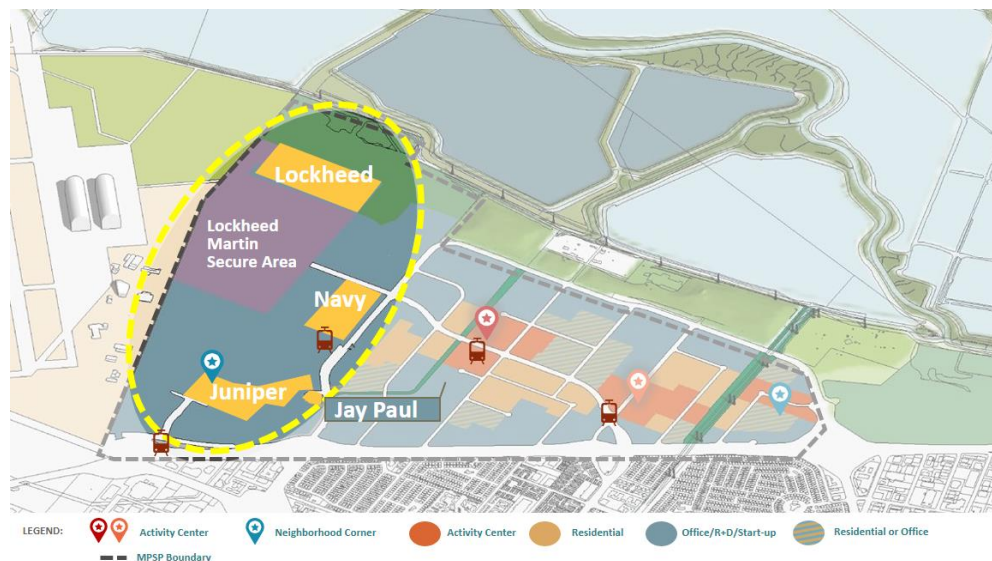 Lockheed
Lockheed
Martin
Secure Area
Navy
Juniper
Jay Paul
LEGEND:
Activity Center
Neighborhood Corner
Activity Center
Residential
Office/R+D/Start-up
Residential or Office
MPSP Boundary